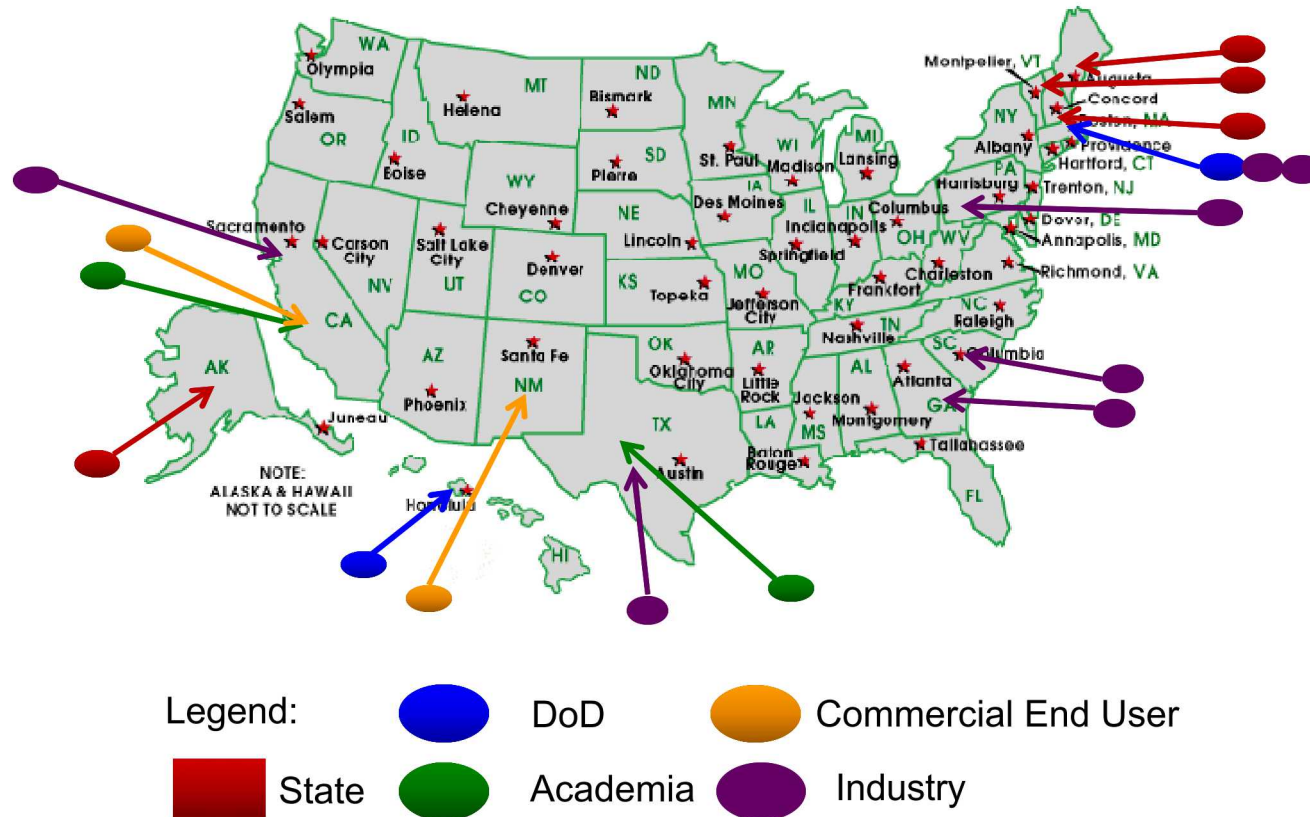 WA
Olympia
Salem
OR
ID
Eoise
MT
Helena
ND
Bismark
SD
Pierre
WY
Cheyenne
NE
Lincoln
MN
St. Paul
WI
Madison
MI
Lansing
IA
Des Moines
IL
Springfield
IN
Indianapolis
Columbus
OH
Montpelier, VT
Augusta
Concord
Boston, MA
Providence
Hartford, CT
NY
Albany
PA
Harrisburg
Trenton, NJ
Dover, DE
Annapolis, MD
WV
Charleston
Richmond, VA
Sacramento
Carson
City
NV
CA
Salt Lake
City
UT
Denver
CO
KS
Topeka
MO
Jefferson
City
KY
Frankfort
Nashville
TN
NC
Raleigh
SC
Columbia
AK
Juneau
AZ
Phoenix
Santa Fe
NM
OK
Oklahoma
City
AR
Little
Rock
TX
Austin
LA
Baton
Rouge
Jackson
MS
AL
Montgomery
Atlanta
GA
Tallahassee
FL
NOTE:
ALASKA & HAWAII
NOT TO SCALE
Honolulu
HI
Legend:
DoD
Commercial End User
State
Academia
Industry